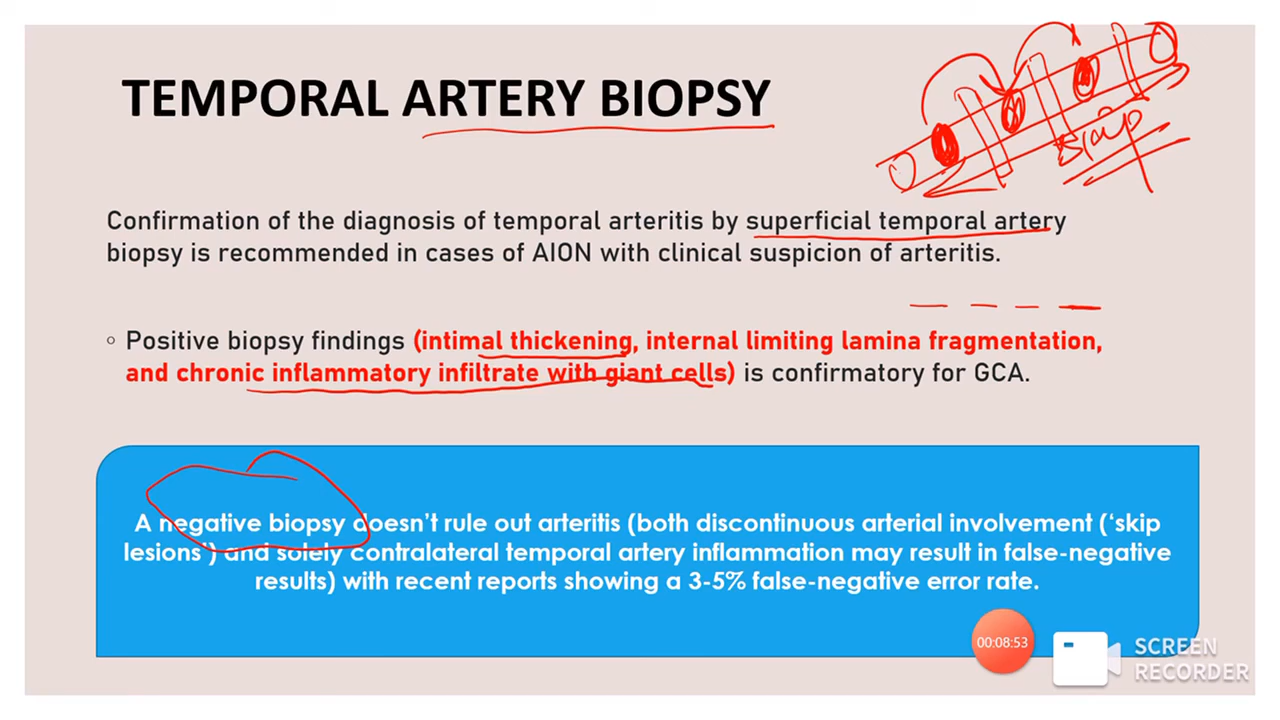 TEMPORAL ARTERY BIOPSY
Skip
Confirmation of the diagnosis of temporal arteritis by superficial temporal artery
biopsy is recommended in cases of AION with clinical suspicion of arteritis.
Positive biopsy findings (intimal thickening, internal limiting lamina fragmentation,
and chronic inflammatory infiltrate with giant cells) is confirmatory for GCA.
A negative biopsy doesn't rule out arteritis (both discontinuous arterial involvement ('skip
lesions') and solely contralateral temporal artery inflammation may result in false-negative
results) with recent reports showing a 3-5% false-negative error rate.
00:08:53
SCREEN
RECORDER